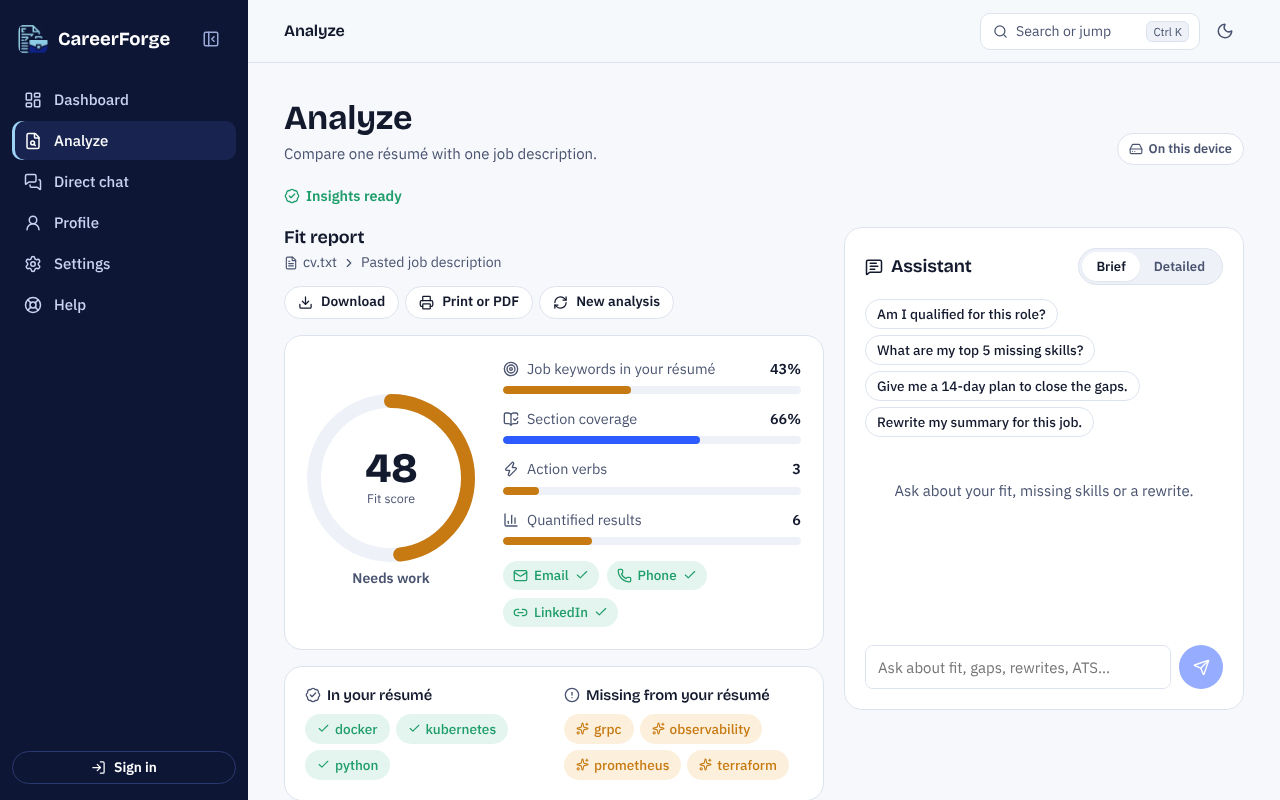 CareerForge
Dashboard
Analyze
Direct chat
Profile
Settings
Help
Sign in
Analyze
Search or jump Ctrl K
Analyze
Compare one résumé with one job description.
On this device
Insights ready
Fit report
cv.txt > Pasted job description
Download Print or PDF New analysis
48
Fit score
Needs work
Job keywords in your résumé 43%
Section coverage 66%
Action verbs 3
Quantified results 6
Email Phone
LinkedIn
In your résumé
docker kubernetes
python
Missing from your résumé
grpc observability
prometheus terraform
Assistant Brief Detailed
Am I qualified for this role?
What are my top 5 missing skills?
Give me a 14-day plan to close the gaps.
Rewrite my summary for this job.
Ask about your fit, missing skills or a rewrite.
Ask about fit, gaps, rewrites, ATS...